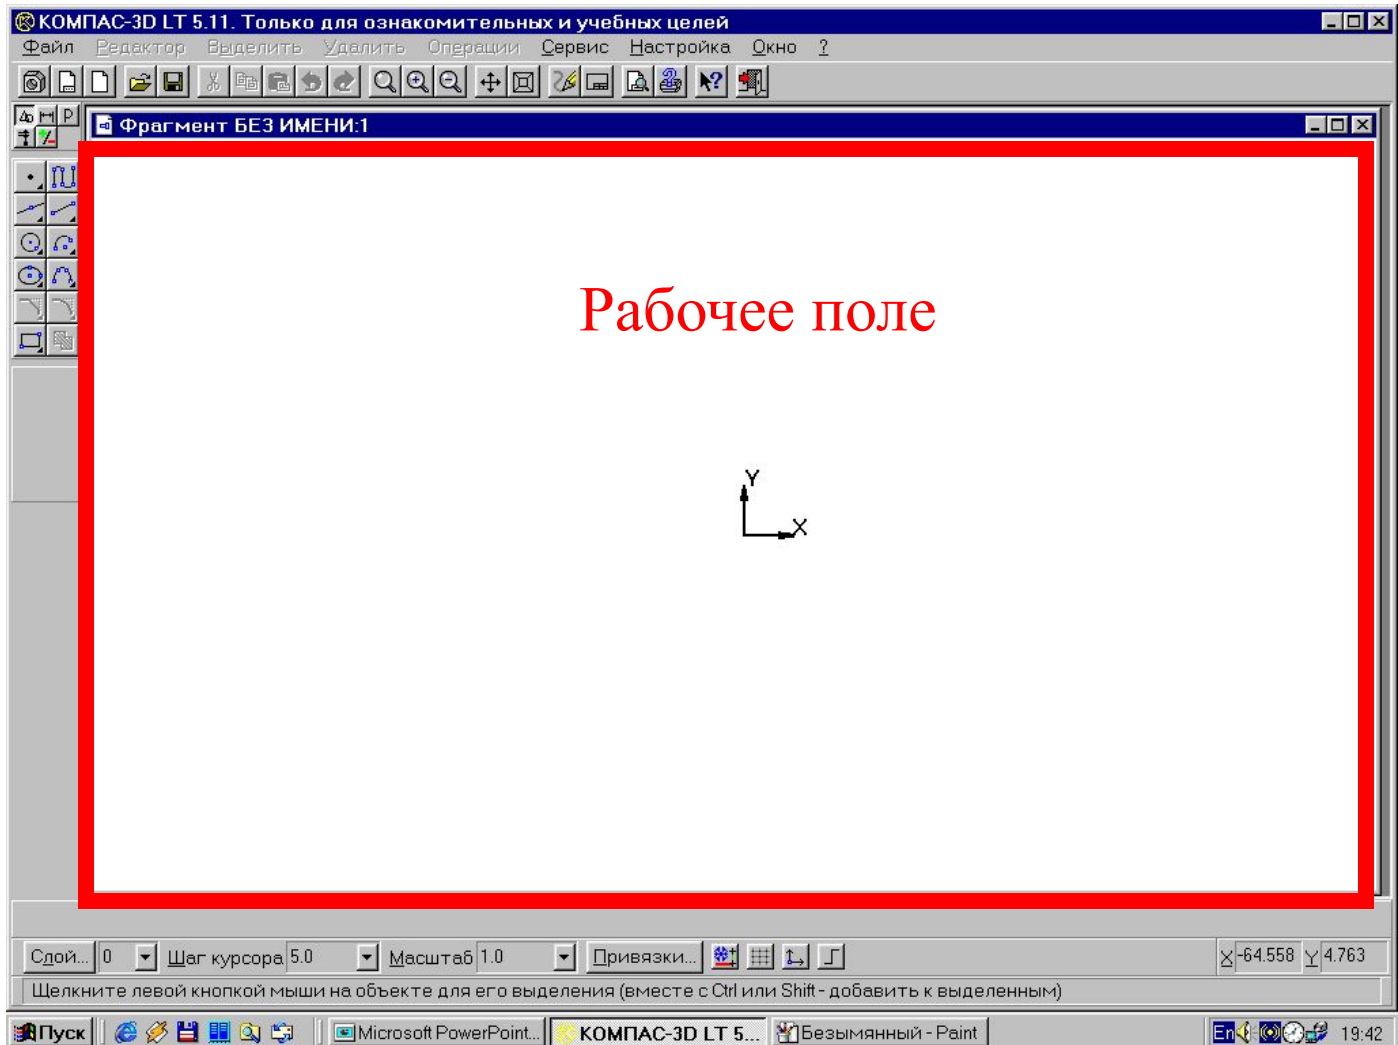 КОМПАС-3D LT 5.11. Только для ознакомительных и учебных целей
Файл Редактор Выделить Удалить Операции Сервис Настройка Окно ?
P
Фрагмент БЕЗ ИМЕНИ:1
Рабочее поле
Y
X
Слой... 0 Шаг курсора 5.0 Масштаб 1.0 Привязки... X -64.558 Y 4.763
Щелкните левой кнопкой мыши на объекте для его выделения (вместе с Ctrl или Shift - добавить к выделенным)
Пуск Microsoft PowerPoint... КОМПАС-3D LT 5... Безымянный - Paint En 19:42